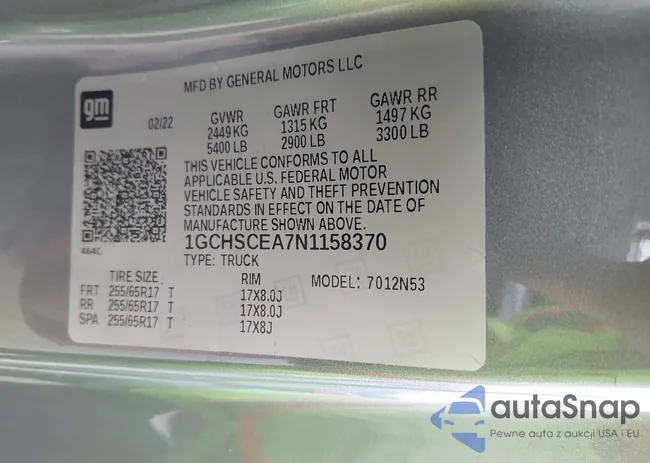 MFD BY GENERAL MOTORS LLC
gm
02/22
GVWR GAWR FRT GAWR RR
2449 KG 1315 KG 1497 KG
5400 LB 2900 LB 3300 LB
THIS VEHICLE CONFORMS TO ALL
APPLICABLE U.S. FEDERAL MOTOR
VEHICLE SAFETY AND THEFT PREVENTION
STANDARDS IN EFFECT ON THE DATE OF
MANUFACTURE SHOWN ABOVE.
464C
1GCHSCEA7N1158370
TYPE: TRUCK
TIRE SIZE RIM MODEL: 7012N53
FRT 255/65R17 T 17X8.0J
RR 255/65R17 T 17X8.0J
SPA 255/65R17 T 17X8J
autaSnap
Pewne auta z aukcji USA i EU